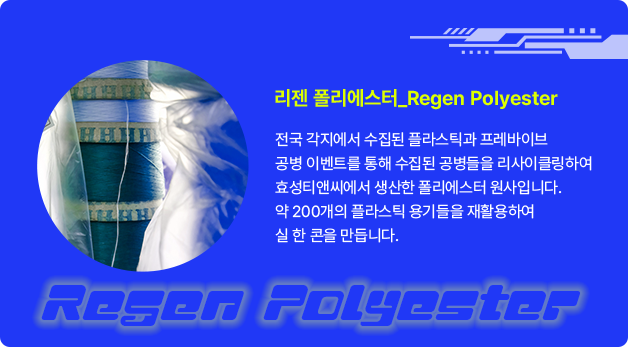 리젠 폴리에스터_Regen Polyester
전국 각지에서 수집된 플라스틱과 프레바이브
공병 이벤트를 통해 수집된 공병들을 리사이클링하여
효성티앤씨에서 생산한 폴리에스터 원사입니다.
약 200개의 플라스틱 용기들을 재활용하여
실 한 콘을 만듭니다.
Regen Polyester